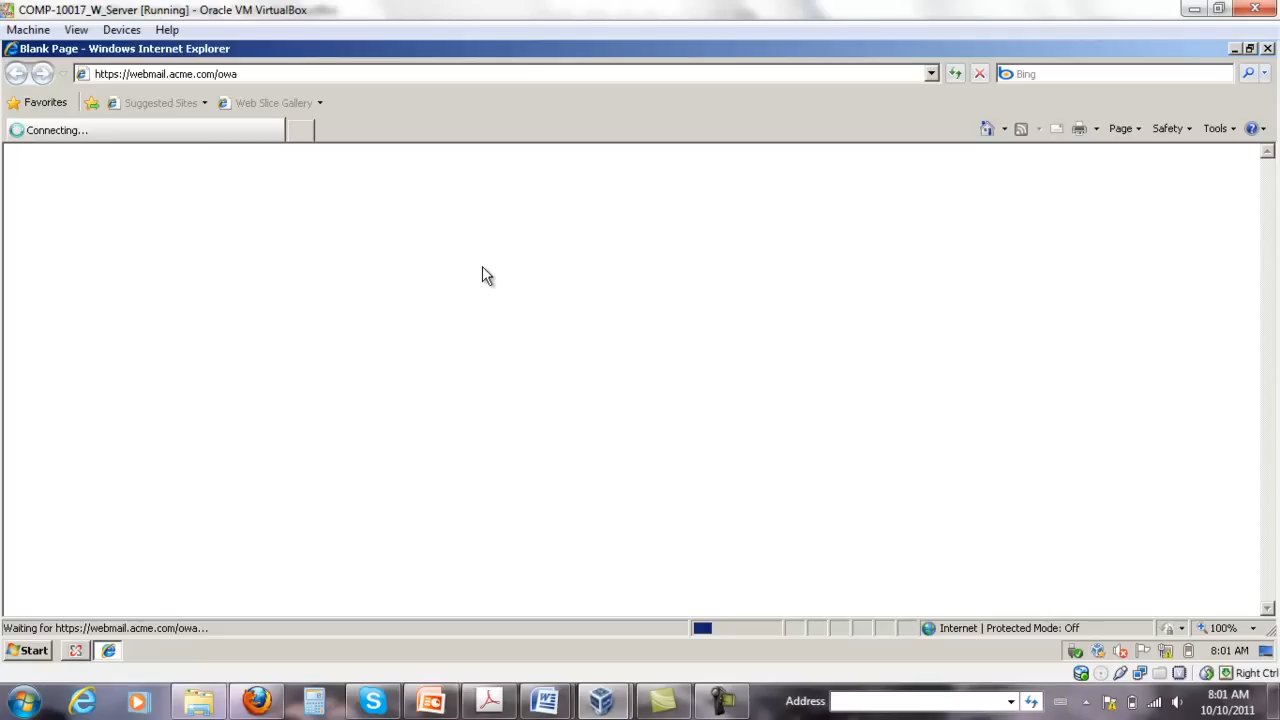 COMP-10017_W_Server [Running] - Oracle VM VirtualBox
Machine View Devices Help
Blank Page - Windows Internet Explorer
https://webmail.acme.com/owa
Bing
Favorites Suggested Sites Web Slice Gallery
Connecting...
Page Safety Tools
Waiting for https://webmail.acme.com/owa...
Internet | Protected Mode: Off
100%
Start
8:01 AM
Right Ctrl
Address
8:01 AM
10/10/2011